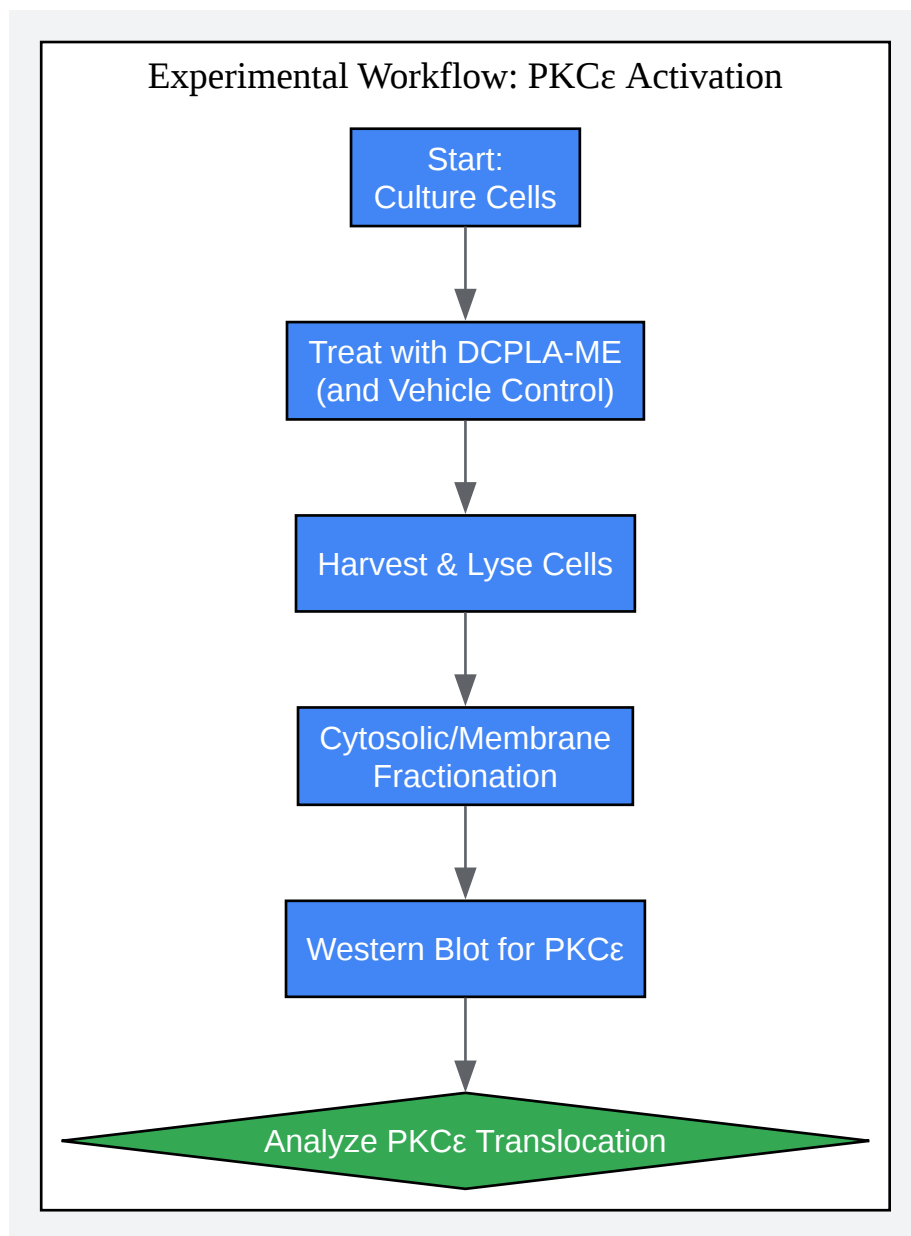 Experimental Workflow: PKCε Activation
Start:
Culture Cells
Treat with DCPLA-ME
(and Vehicle Control)
Harvest & Lyse Cells
Cytosolic/Membrane
Fractionation
Western Blot for PKCε
Analyze PKCε Translocation